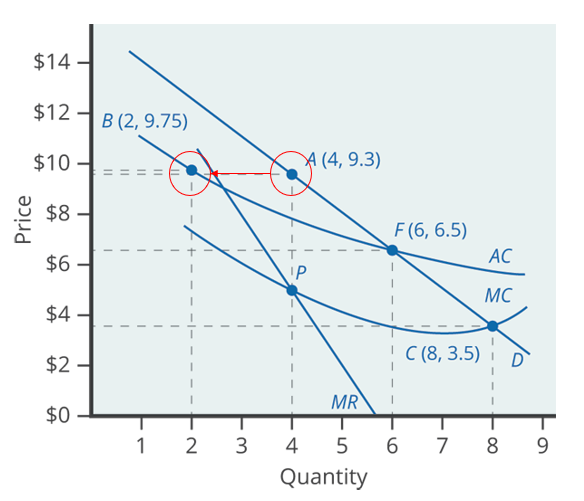 $14
$12
B (2, 9.75)
$10
A (4, 9.3)
$8
F (6, 6.5)
Price
$6
AC
P
MC
$4
C (8, 3.5)
D
$2
MR
$0
1 2 3 4 5 6 7 8 9
Quantity